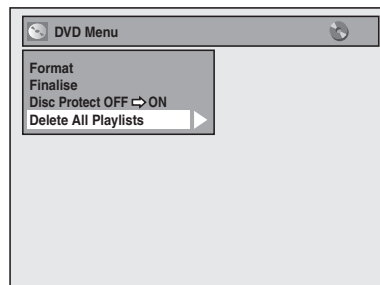 DVD Menu
Format
Finalise
Disc Protect OFF ⇨ ON
Delete All Playlists